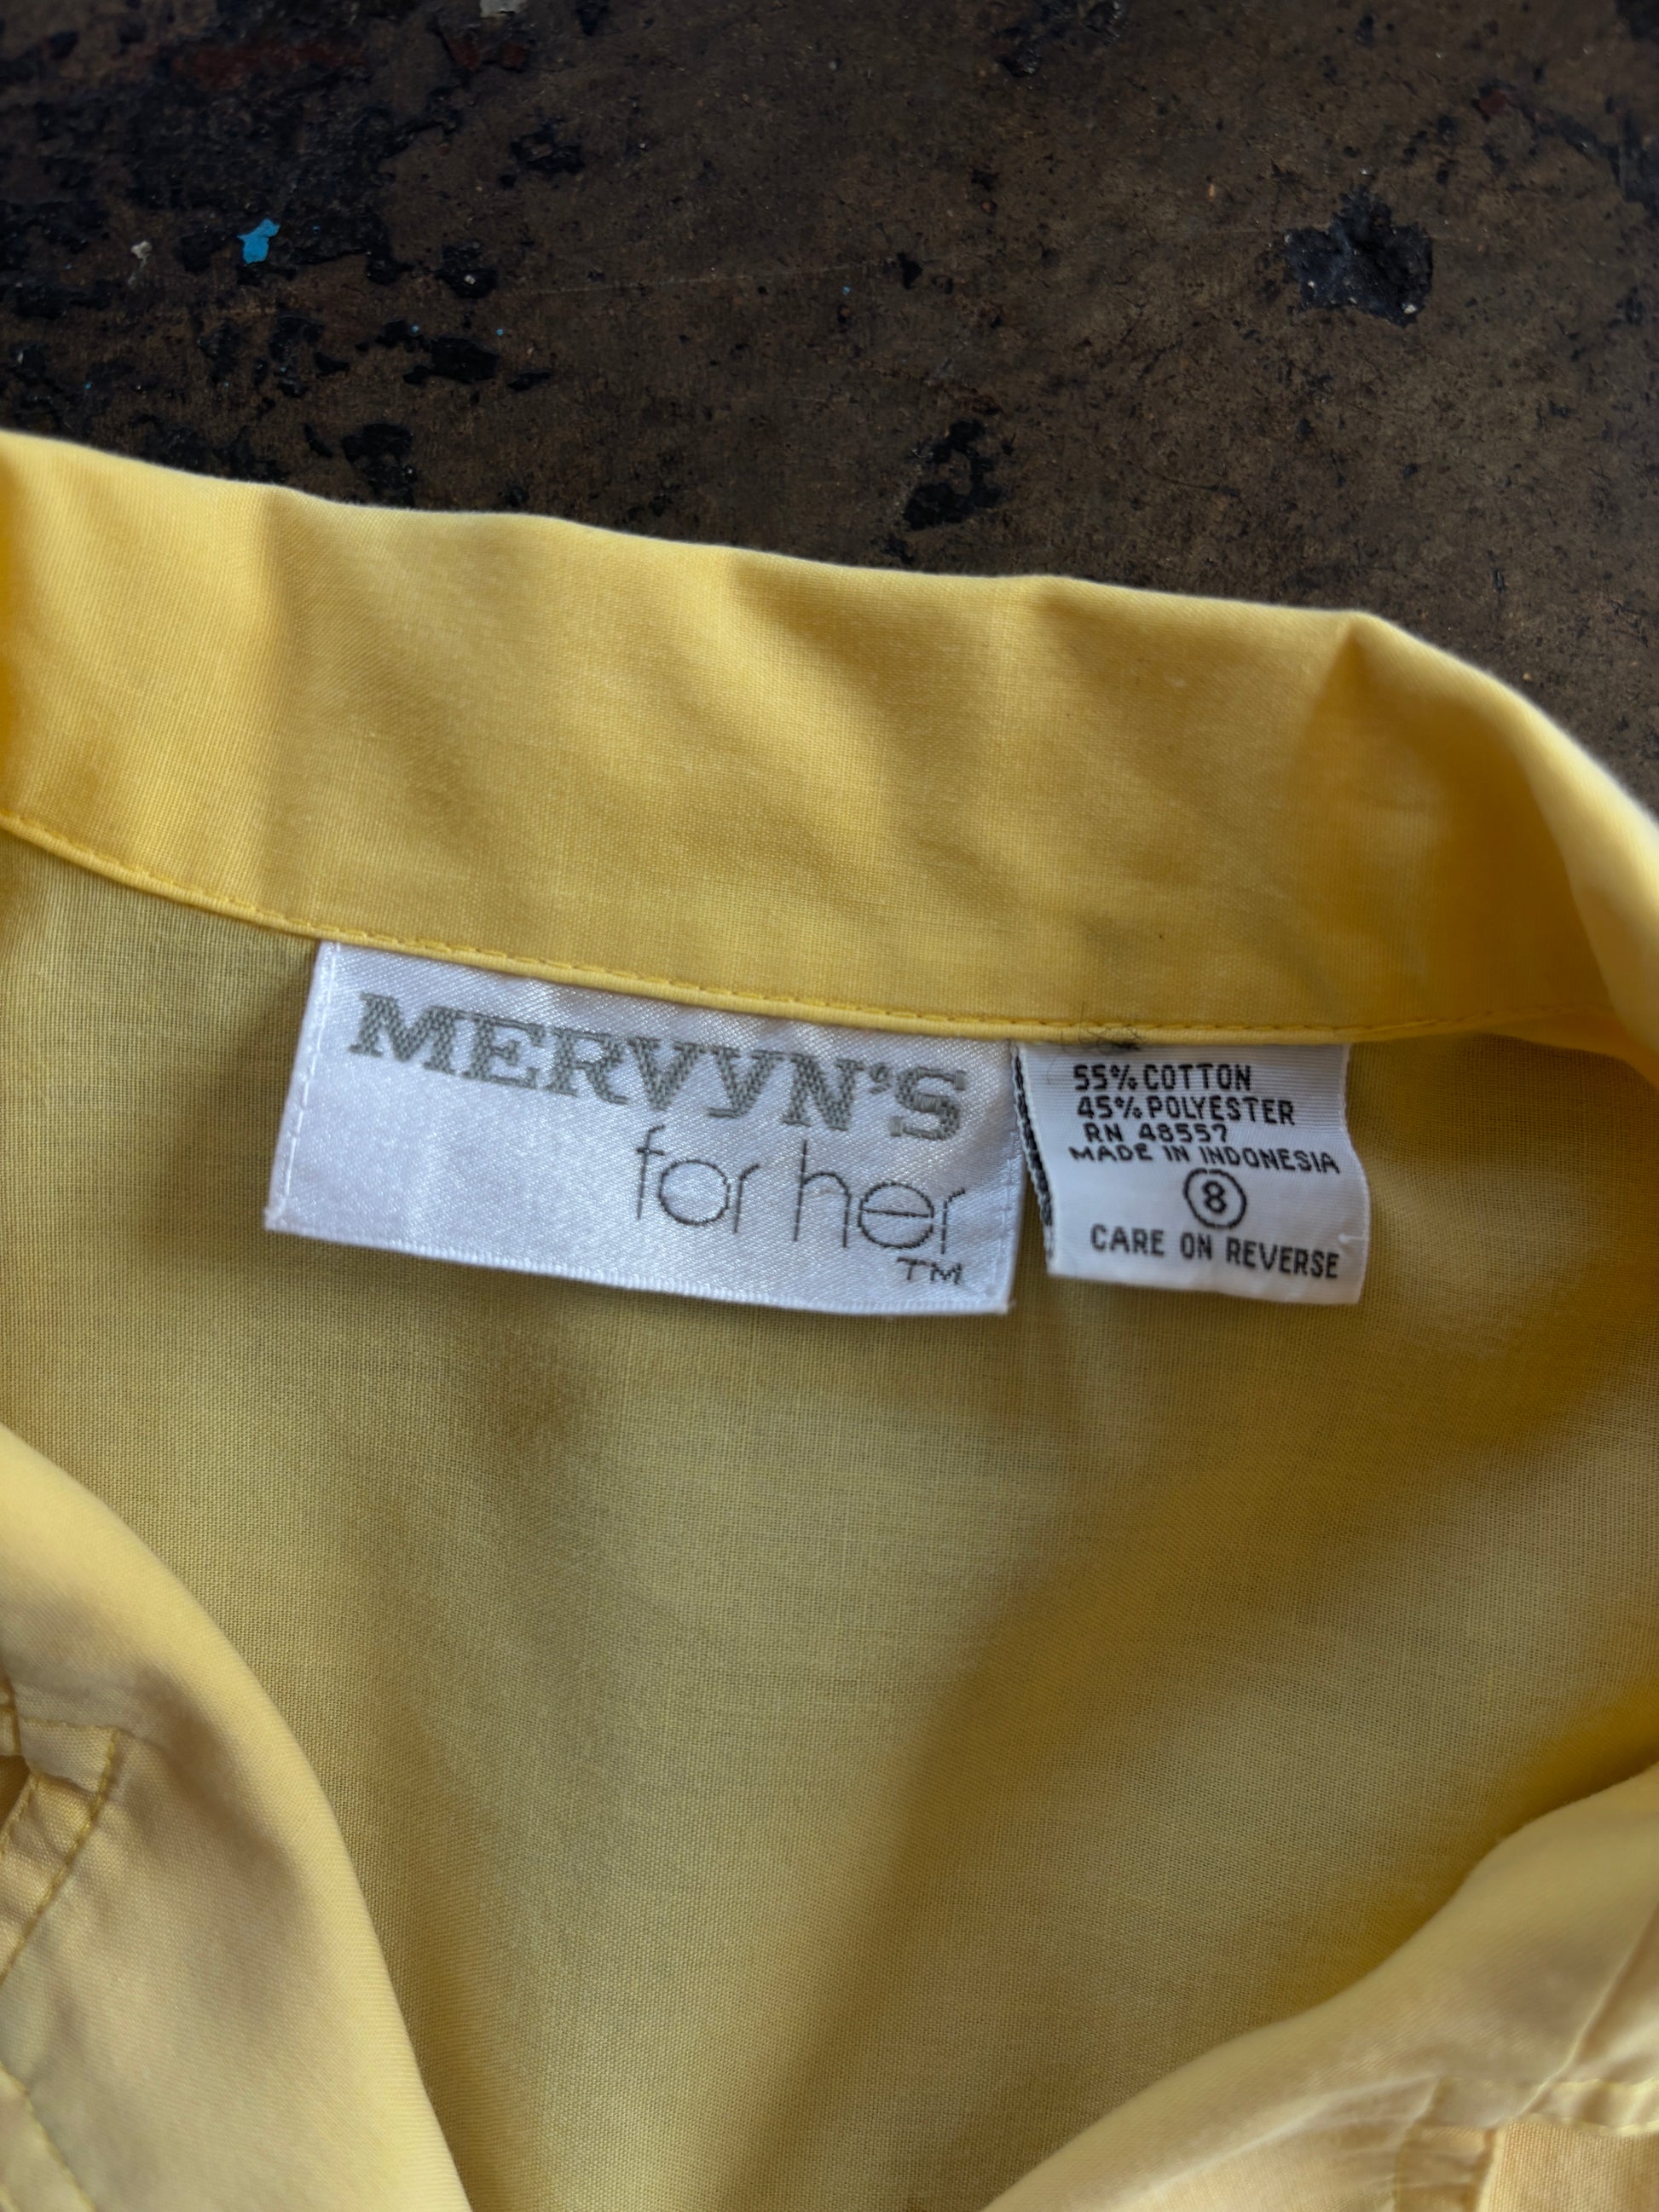 MERVYN'S
for her
TM
55% COTTON
45% POLYESTER
RN 48557
MADE IN INDONESIA
8
CARE ON REVERSE